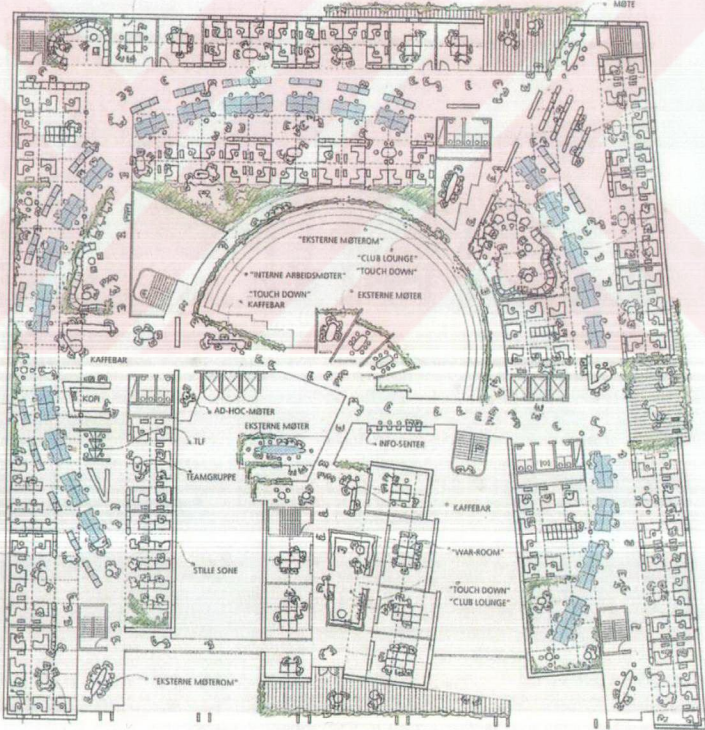 MØTE
"EKSTERNE MØTEROM"
"CLUB LOUNGE"
"TOUCH DOWN"
"INTERNE ARBEIDSMØTER"
"TOUCH DOWN"
KAFFEBAR
EKSTERNE MØTER
KAFFEBAR
KOPI
AD-HOC-MØTER
EKSTERNE MØTER
TLF
INFO-SENTER
TEAMGRUPPE
KAFFEBAR
"WAR-ROOM"
STILLE SONE
"TOUCH DOWN"
"CLUB LOUNGE"
"EKSTERNE MØTEROM"